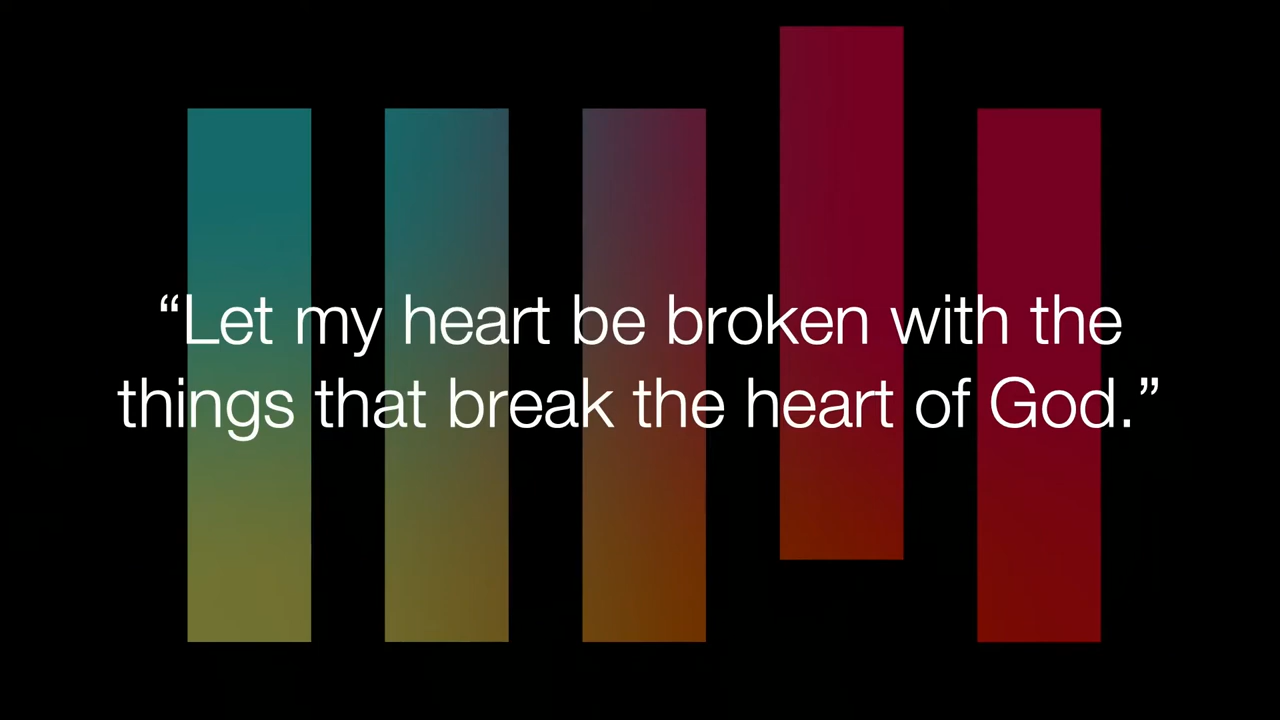 “Let my heart be broken with the
things that break the heart of God.”